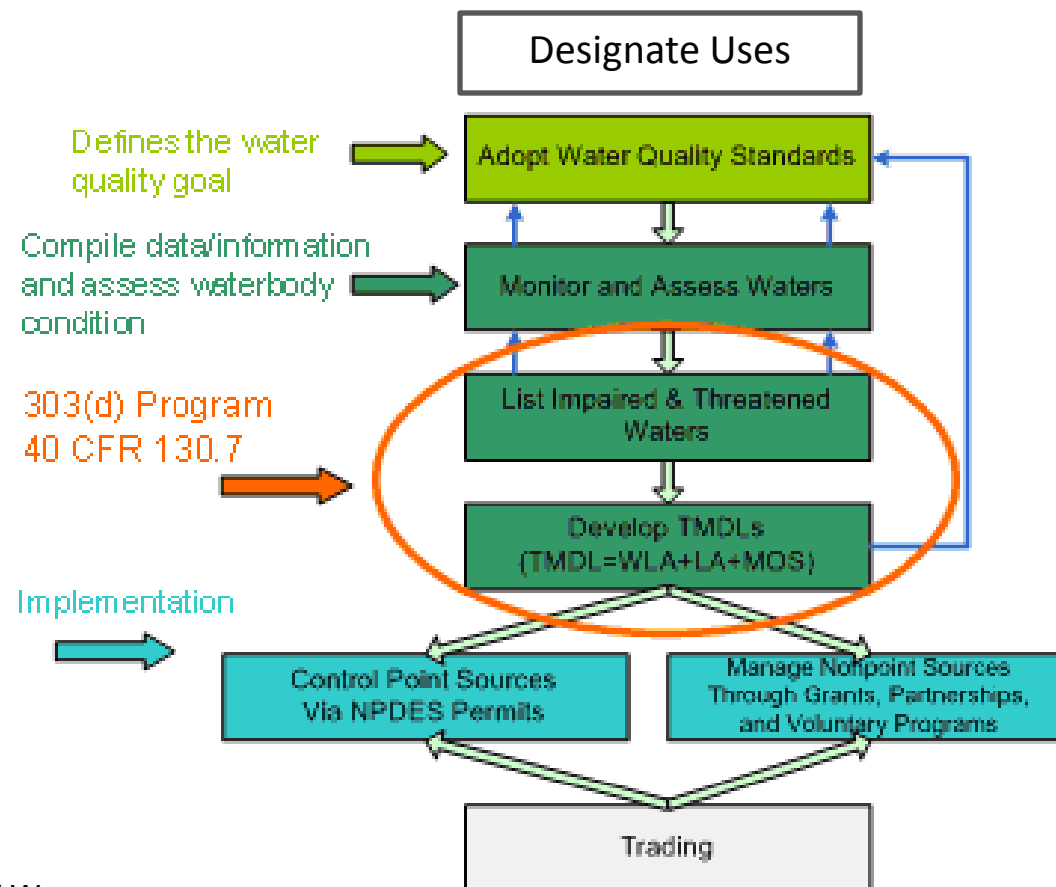 Designate Uses
Defines the water
quality goal
Adopt Water Quality Standards
Compile data/information
and assess waterbody
condition
Monitor and Assess Waters
303(d) Program
40 CFR 130.7
List Impaired & Threatened
Waters
Develop TMDLs
(TMDL=WLA+LA+MOS)
Implementation
Control Point Sources
Via NPDES Permits
Manage Nonpoint Sources
Through Grants, Partnerships,
and Voluntary Programs
Trading